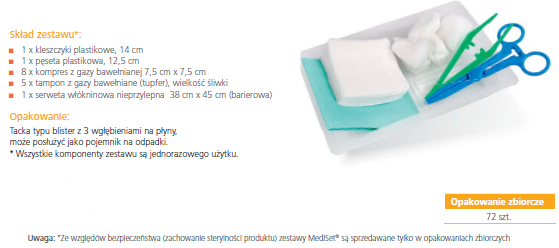 Skład zestawu*:
1 x kleszczyki plastikowe, 14 cm
1 x pęseta plastikowa, 12,5 cm
8 x kompres z gazy bawełnianej 7,5 cm x 7,5 cm
5 x tampon z gazy bawełniane (tupfer), wielkość śliwki
1 x serweta włókninowa nieprzylepna 38 cm x 45 cm (barierowa)
Opakowanie:
Tacka typu blister z 3 wgłębieniami na płyny,
może posłużyć jako pojemnik na odpadki.
* Wszystkie komponenty zestawu są jednorazowego użytku.
Opakowanie zbiorcze
72 szt.
Uwaga: "Ze względów bezpieczeństwa (zachowanie sterylności produktu) zestawy MediSet® są sprzedawane tylko w opakowaniach zbiorczych